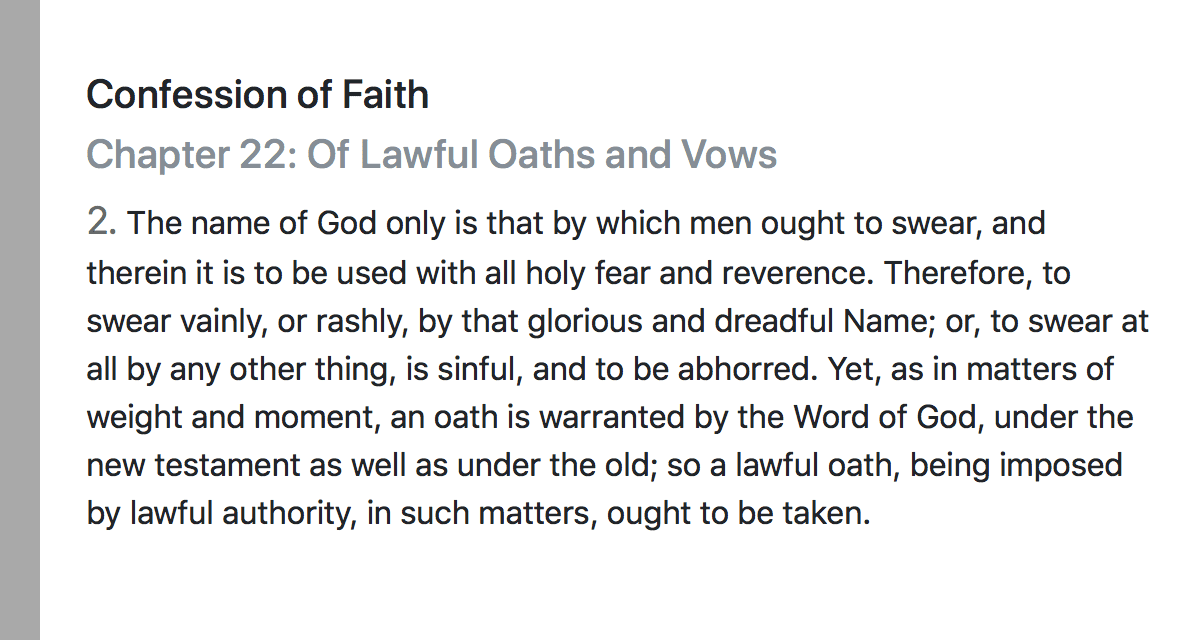 Confession of Faith
Chapter 22: Of Lawful Oaths and Vows
2. The name of God only is that by which men ought to swear, and
therein it is to be used with all holy fear and reverence. Therefore, to
swear vainly, or rashly, by that glorious and dreadful Name; or, to swear at
all by any other thing, is sinful, and to be abhorred. Yet, as in matters of
weight and moment, an oath is warranted by the Word of God, under the
new testament as well as under the old; so a lawful oath, being imposed
by lawful authority, in such matters, ought to be taken.